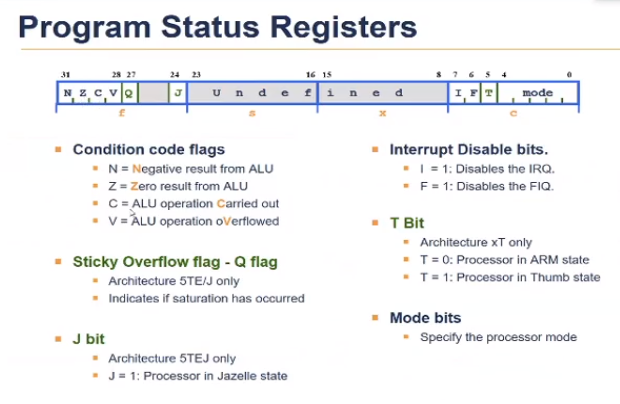 Program Status Registers
31 28 27 24 23 16 15 8 7 6 5 4 0
N Z C V Q J U n d e f i n e d I F T mode
f s x c
Condition code flags
N = Negative result from ALU
Z = Zero result from ALU
C = ALU operation Carried out
V = ALU operation oVerflowed
Sticky Overflow flag - Q flag
Architecture 5TE/J only
Indicates if saturation has occurred
J bit
Architecture 5TEJ only
J = 1: Processor in Jazelle state
Interrupt Disable bits.
I = 1: Disables the IRQ.
F = 1: Disables the FIQ.
T Bit
Architecture xT only
T = 0: Processor in ARM state
T = 1: Processor in Thumb state
Mode bits
Specify the processor mode